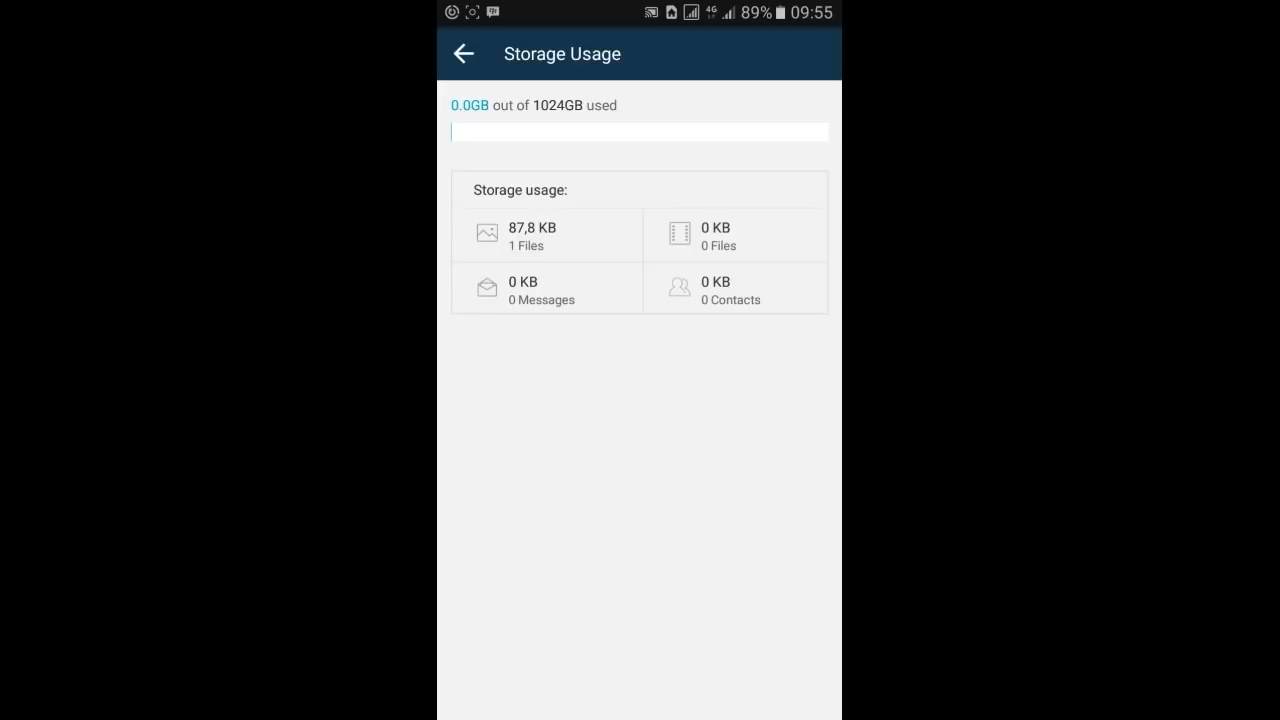 4G 89% 09:55
Storage Usage
0.0GB out of 1024GB used
Storage usage:
87,8 KB
1 Files
0 KB
0 Files
0 KB
0 Messages
0 KB
0 Contacts